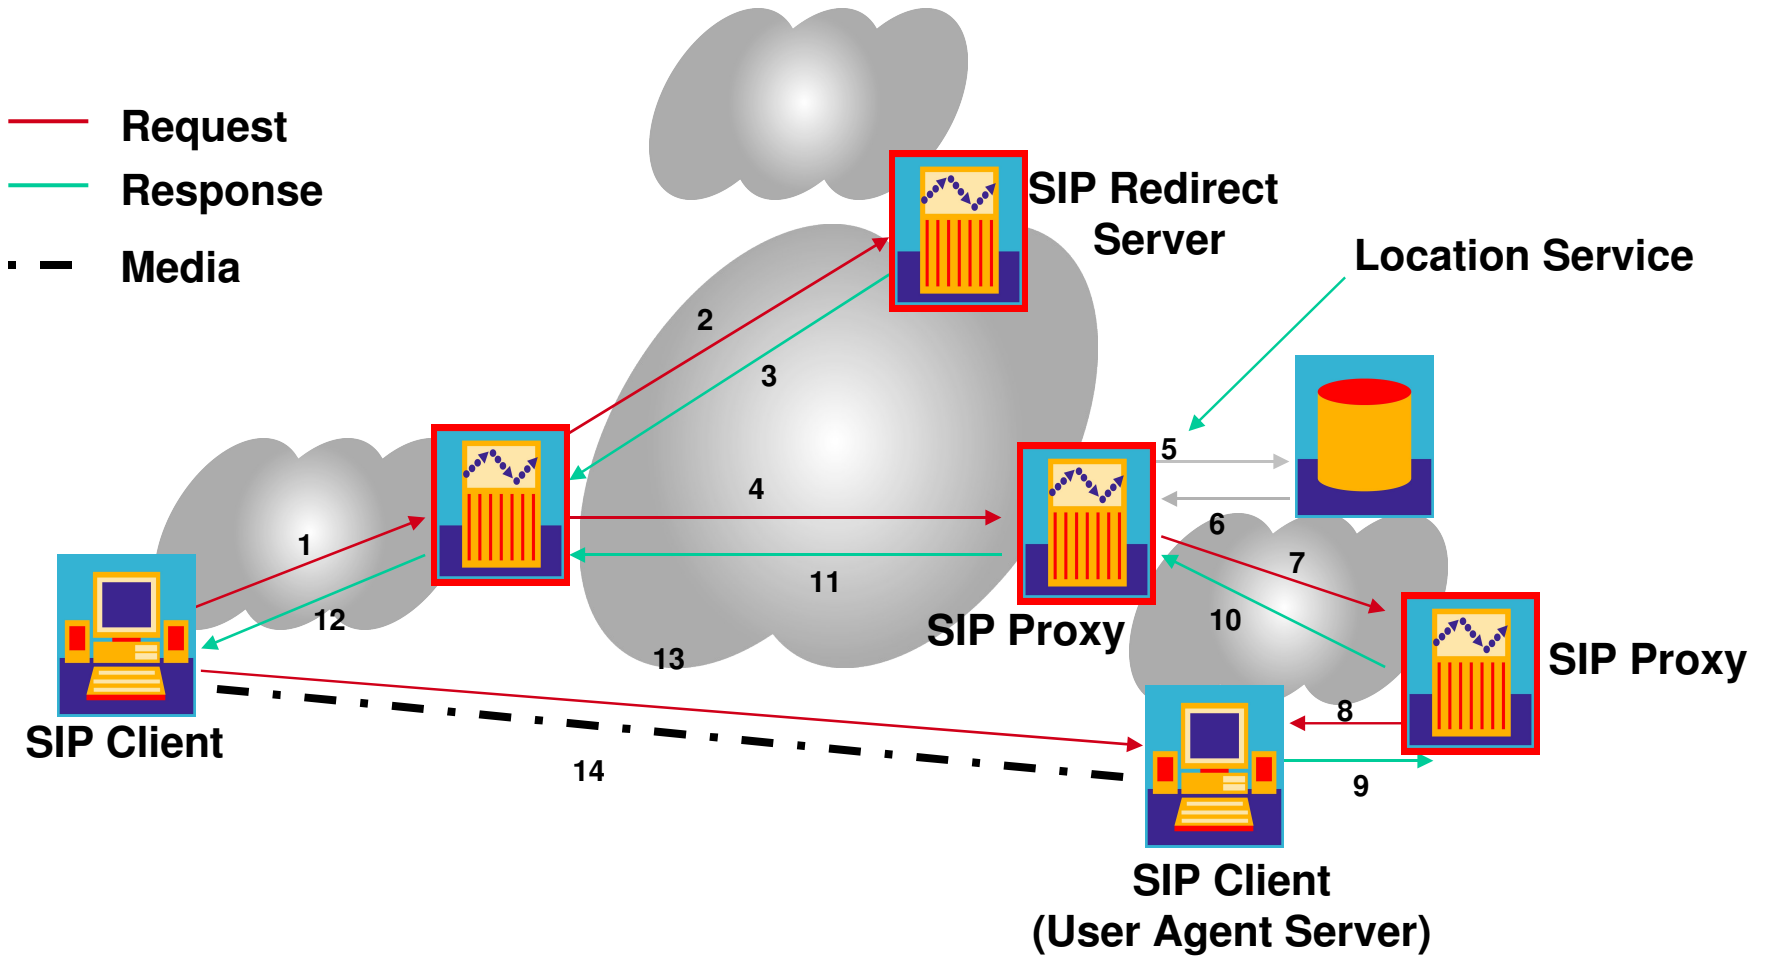 Request
Response
Media
SIP Redirect
Server
Location Service
2
3
5
4
6
1
7
11
12
10
SIP Proxy
13
SIP Proxy
8
SIP Client
14
9
SIP Client
(User Agent Server)